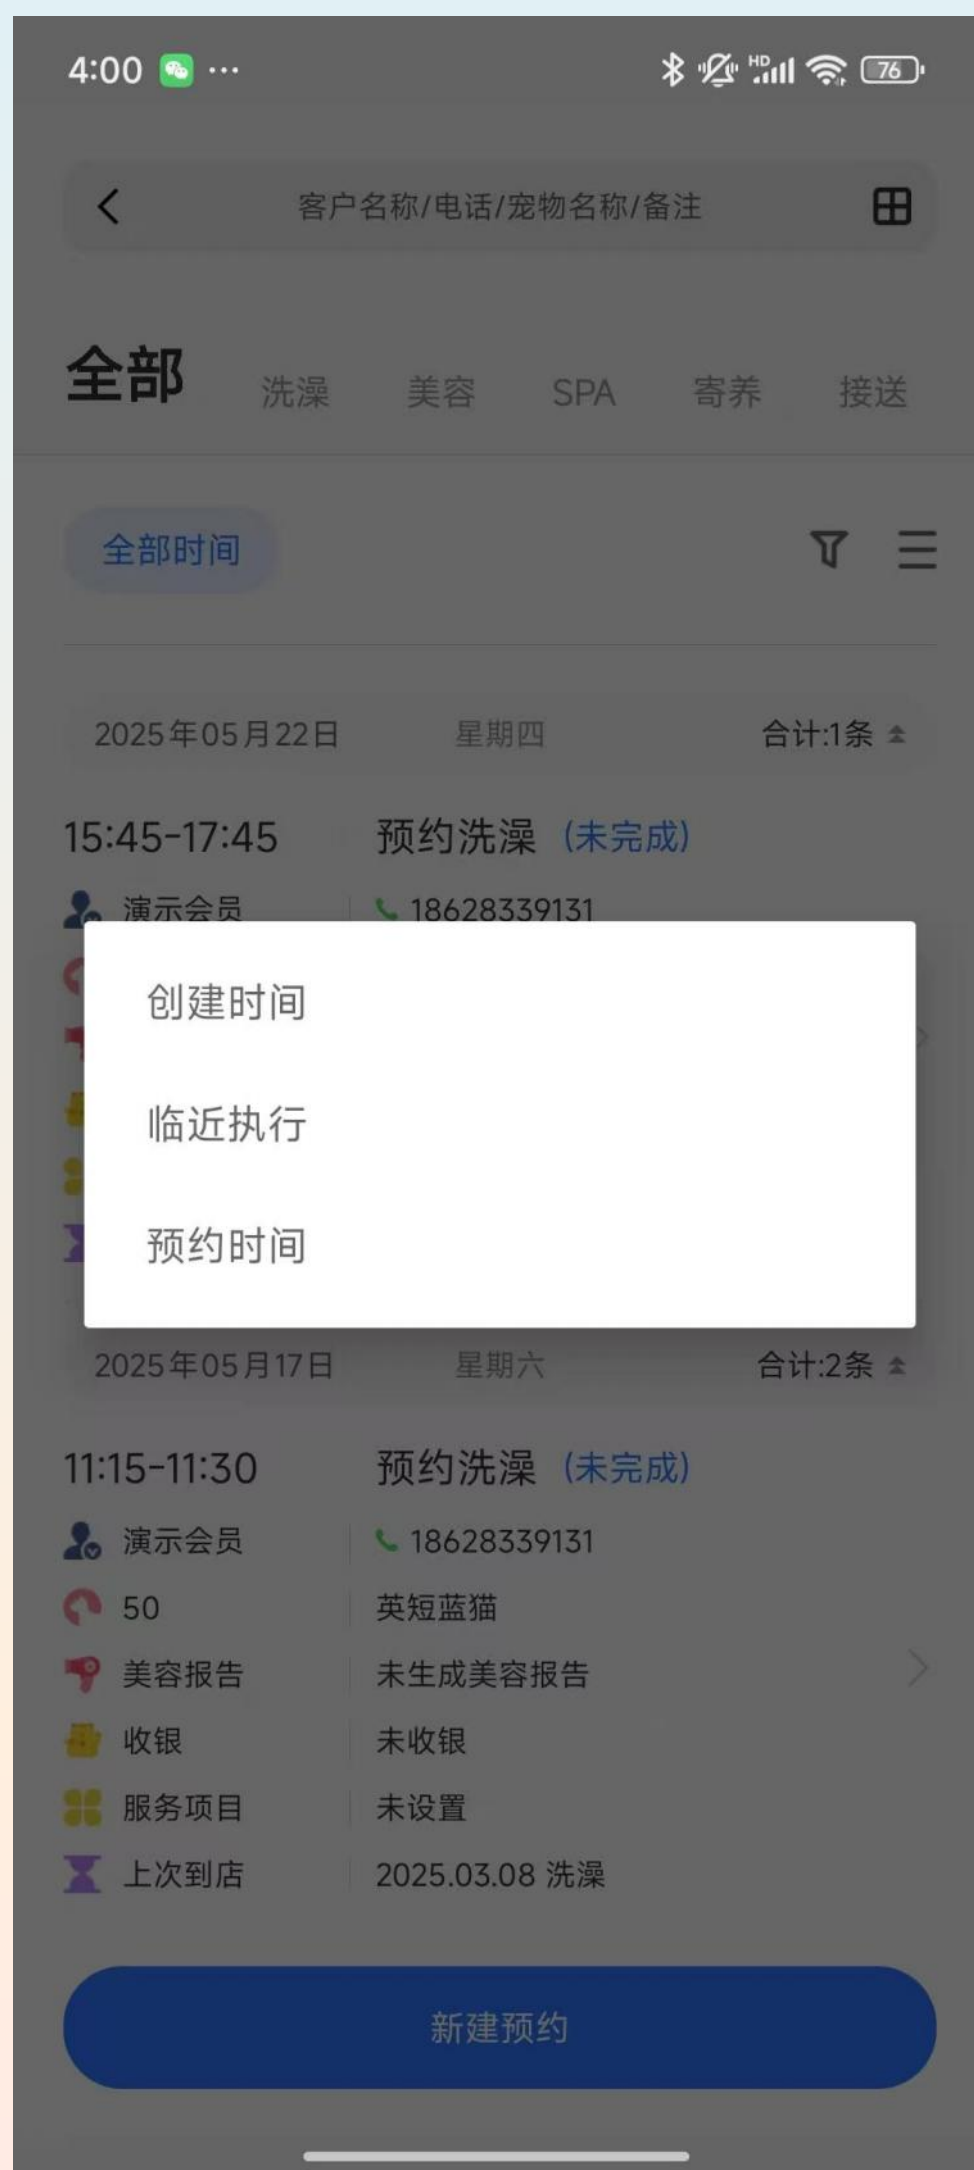 4:00 ··· HD 76
客户名称/电话/宠物名称/备注
全部 洗澡 美容 SPA 寄养 接送
全部时间
2025年05月22日 星期四 合计:1条
15:45-17:45 预约洗澡 (未完成)
演示会员 18628339131
创建时间
临近执行
预约时间
2025年05月17日 星期六 合计:2条
11:15-11:30 预约洗澡 (未完成)
演示会员 18628339131
50 英短蓝猫
美容报告 未生成美容报告
收银 未收银
服务项目 未设置
上次到店 2025.03.08 洗澡
新建预约